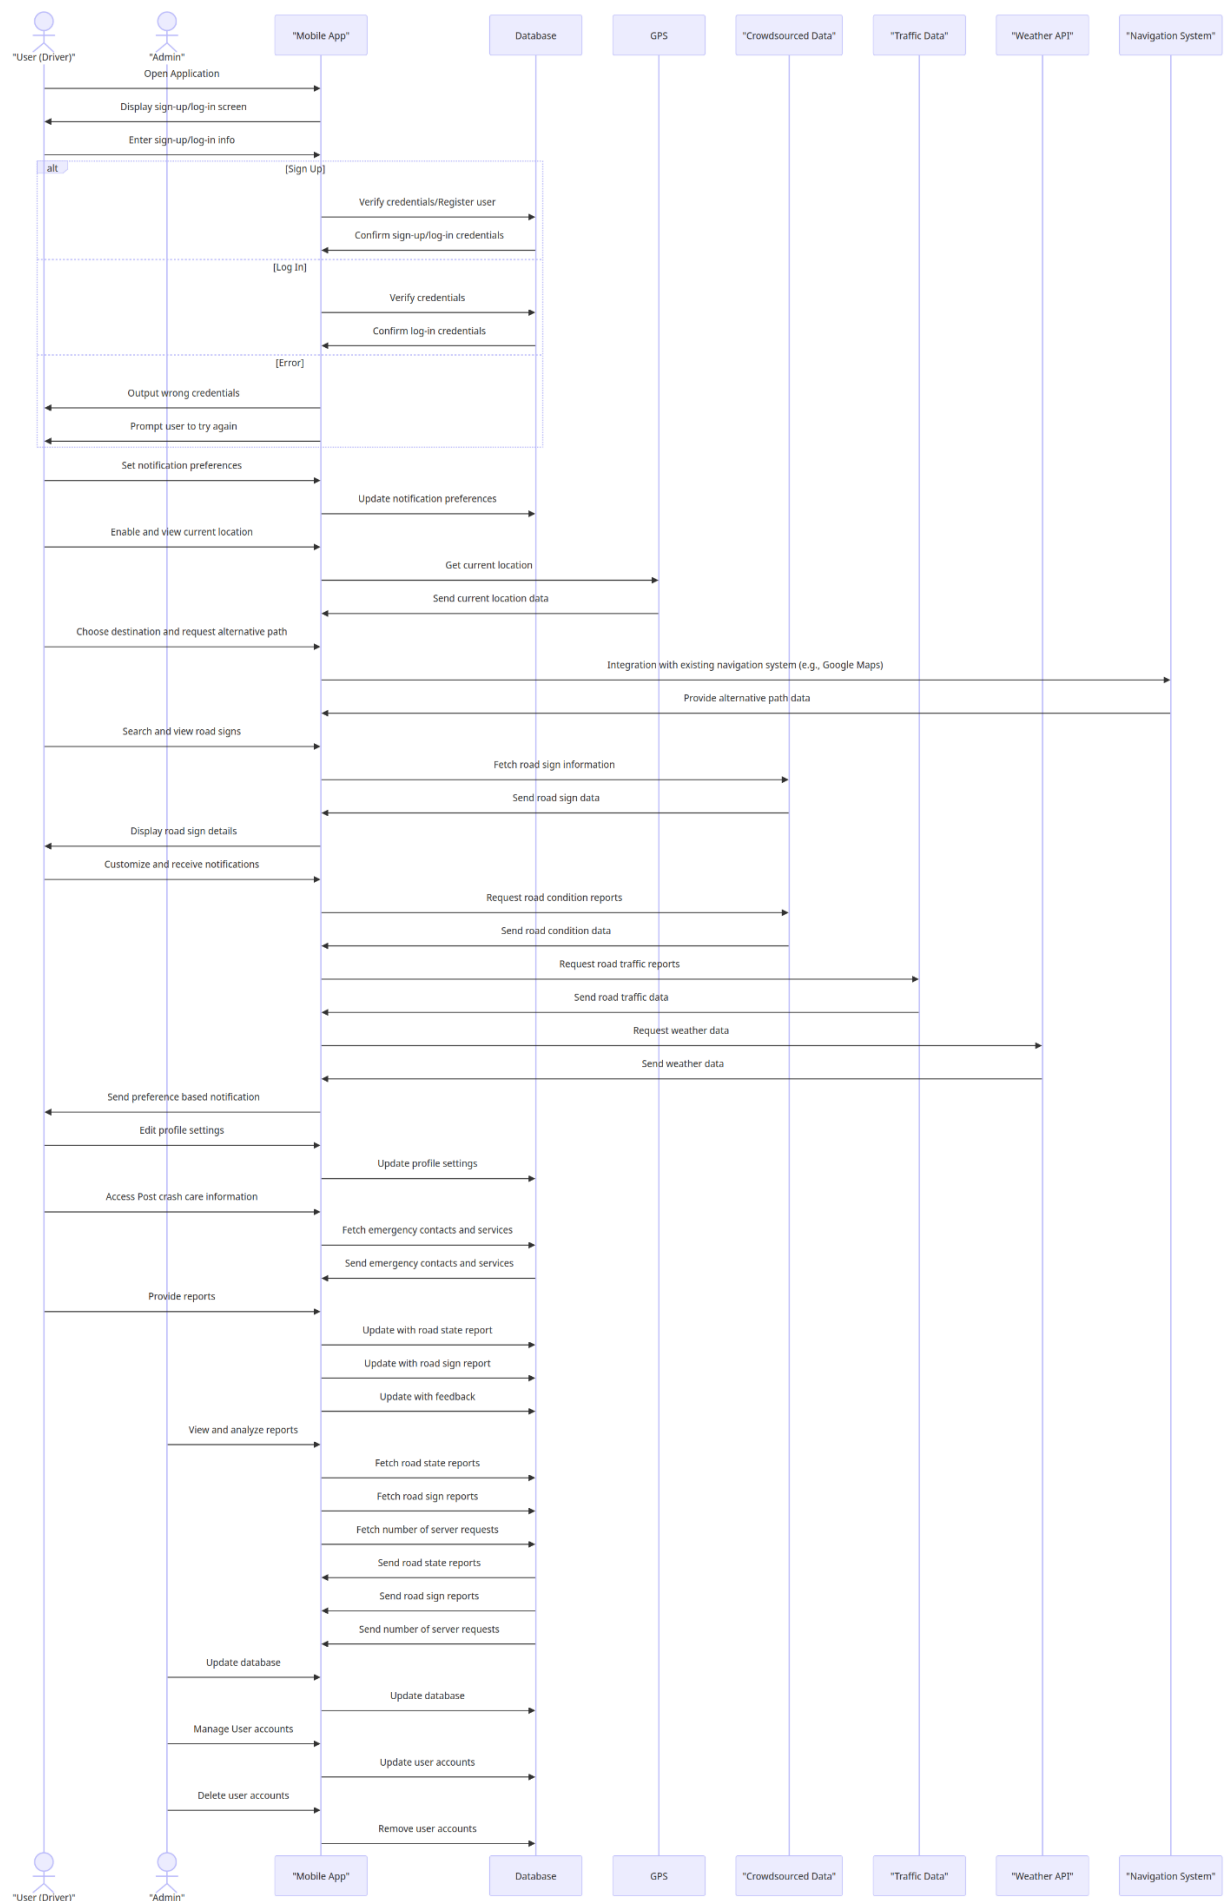 "User (Driver)"
"Admin"
"Mobile App"
Database
GPS
"Crowdsourced Data"
"Traffic Data"
"Weather API"
"Navigation System"
Open Application
Display sign-up/log-in screen
Enter sign-up/log-in info
alt
[Sign Up]
Verify credentials/Register user
Confirm sign-up/log-in credentials
[Log In]
Verify credentials
Confirm log-in credentials
[Error]
Output wrong credentials
Prompt user to try again
Set notification preferences
Update notification preferences
Enable and view current location
Get current location
Send current location data
Choose destination and request alternative path
Integration with existing navigation system (e.g., Google Maps)
Provide alternative path data
Search and view road signs
Fetch road sign information
Send road sign data
Display road sign details
Customize and receive notifications
Request road condition reports
Send road condition data
Request road traffic reports
Send road traffic data
Request weather data
Send weather data
Send preference based notification
Edit profile settings
Update profile settings
Access Post crash care information
Fetch emergency contacts and services
Send emergency contacts and services
Provide reports
Update with road state report
Update with road sign report
Update with feedback
View and analyze reports
Fetch road state reports
Fetch road sign reports
Fetch number of server requests
Send road state reports
Send road sign reports
Send number of server requests
Update database
Update database
Manage User accounts
Update user accounts
Delete user accounts
Remove user accounts
"User (Driver)"
"Admin"
"Mobile App"
Database
GPS
"Crowdsourced Data"
"Traffic Data"
"Weather API"
"Navigation System"